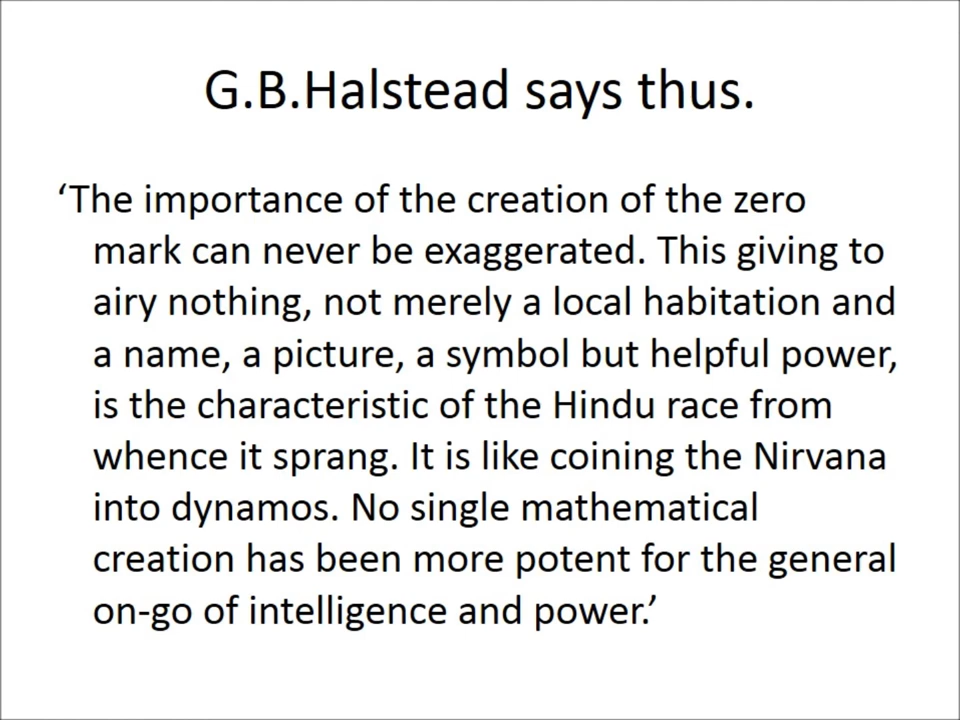 G.B.Halstead says thus.
‘The importance of the creation of the zero
mark can never be exaggerated. This giving to
airy nothing, not merely a local habitation and
a name, a picture, a symbol but helpful power,
is the characteristic of the Hindu race from
whence it sprang. It is like coining the Nirvana
into dynamos. No single mathematical
creation has been more potent for the general
on-go of intelligence and power.’